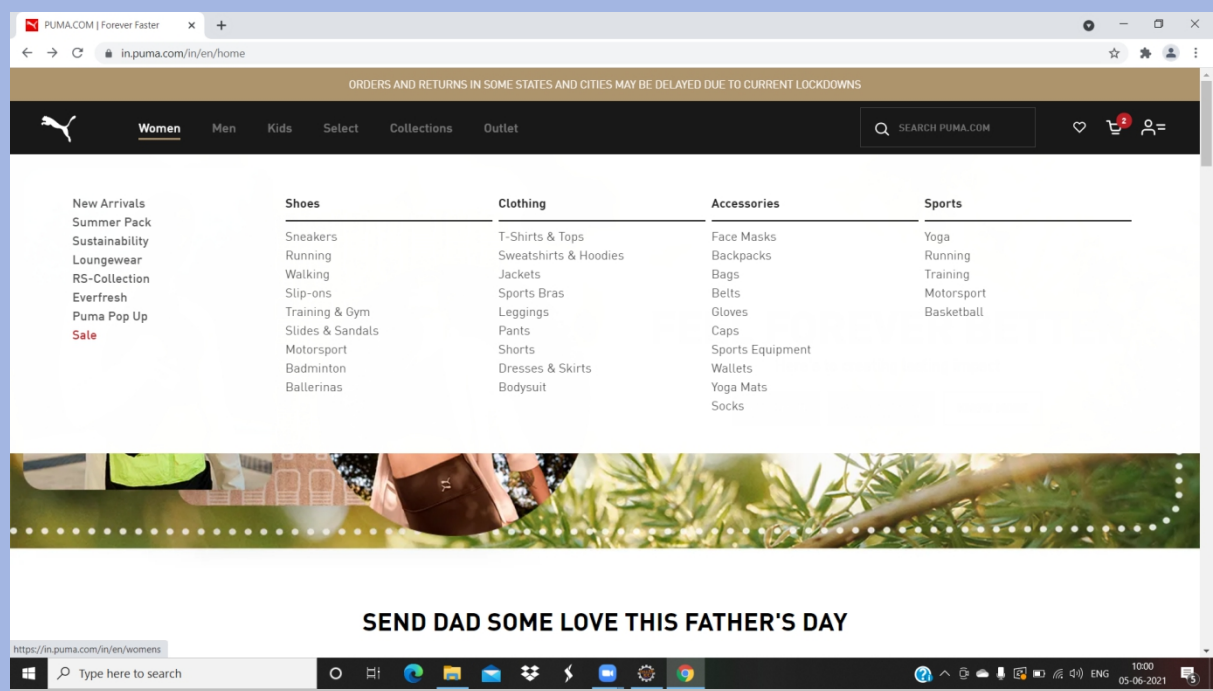 PUMA.COM | Forever Faster
in.puma.com/in/en/home
ORDERS AND RETURNS IN SOME STATES AND CITIES MAY BE DELAYED DUE TO CURRENT LOCKDOWNS
Women Men Kids Select Collections Outlet SEARCH PUMA.COM 2
New Arrivals
Summer Pack
Sustainability
Loungewear
RS-Collection
Everfresh
Puma Pop Up
Sale
Shoes
Sneakers
Running
Walking
Slip-ons
Training & Gym
Slides & Sandals
Motorsport
Badminton
Ballerinas
Clothing
T-Shirts & Tops
Sweatshirts & Hoodies
Jackets
Sports Bras
Leggings
Pants
Shorts
Dresses & Skirts
Bodysuit
Accessories
Face Masks
Backpacks
Bags
Belts
Gloves
Caps
Sports Equipment
Wallets
Yoga Mats
Socks
Sports
Yoga
Running
Training
Motorsport
Basketball
SEND DAD SOME LOVE THIS FATHER'S DAY
https://in.puma.com/in/en/womens
Type here to search
ENG
10:00
05-06-2021
5